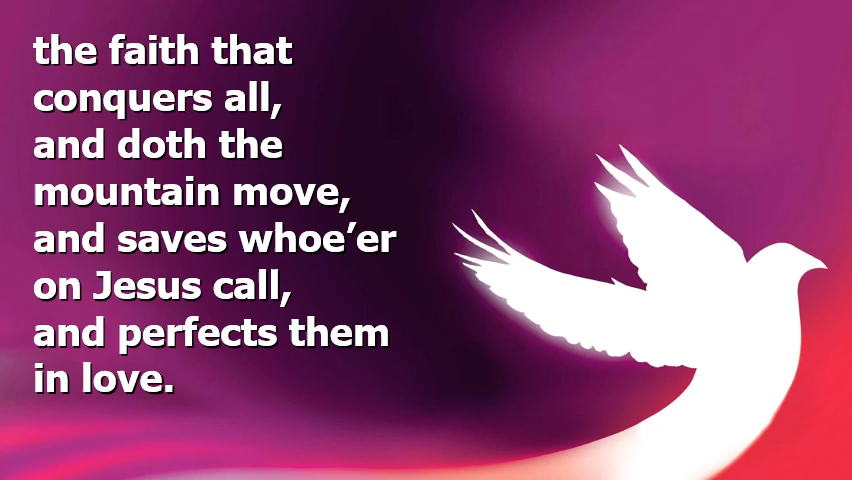 the faith that
conquers all,
and doth the
mountain move,
and saves whoe’er
on Jesus call,
and perfects them
in love.